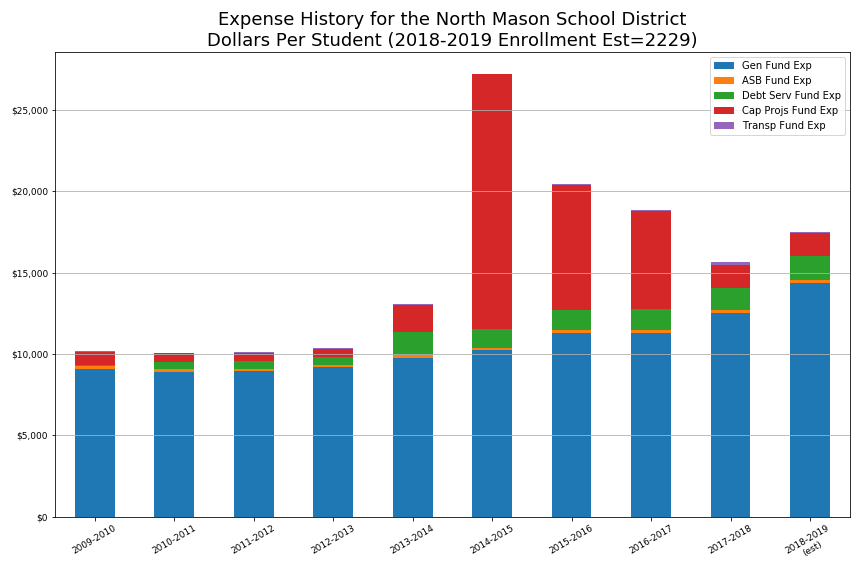 Expense History for the North Mason School District
Dollars Per Student (2018-2019 Enrollment Est=2229)
Gen Fund Exp
ASB Fund Exp
Debt Serv Fund Exp
Cap Projs Fund Exp
Transp Fund Exp
$25,000
$20,000
$15,000
$10,000
$5,000
$0
2009-2010
2010-2011
2011-2012
2012-2013
2013-2014
2014-2015
2015-2016
2016-2017
2017-2018
2018-2019
(est)